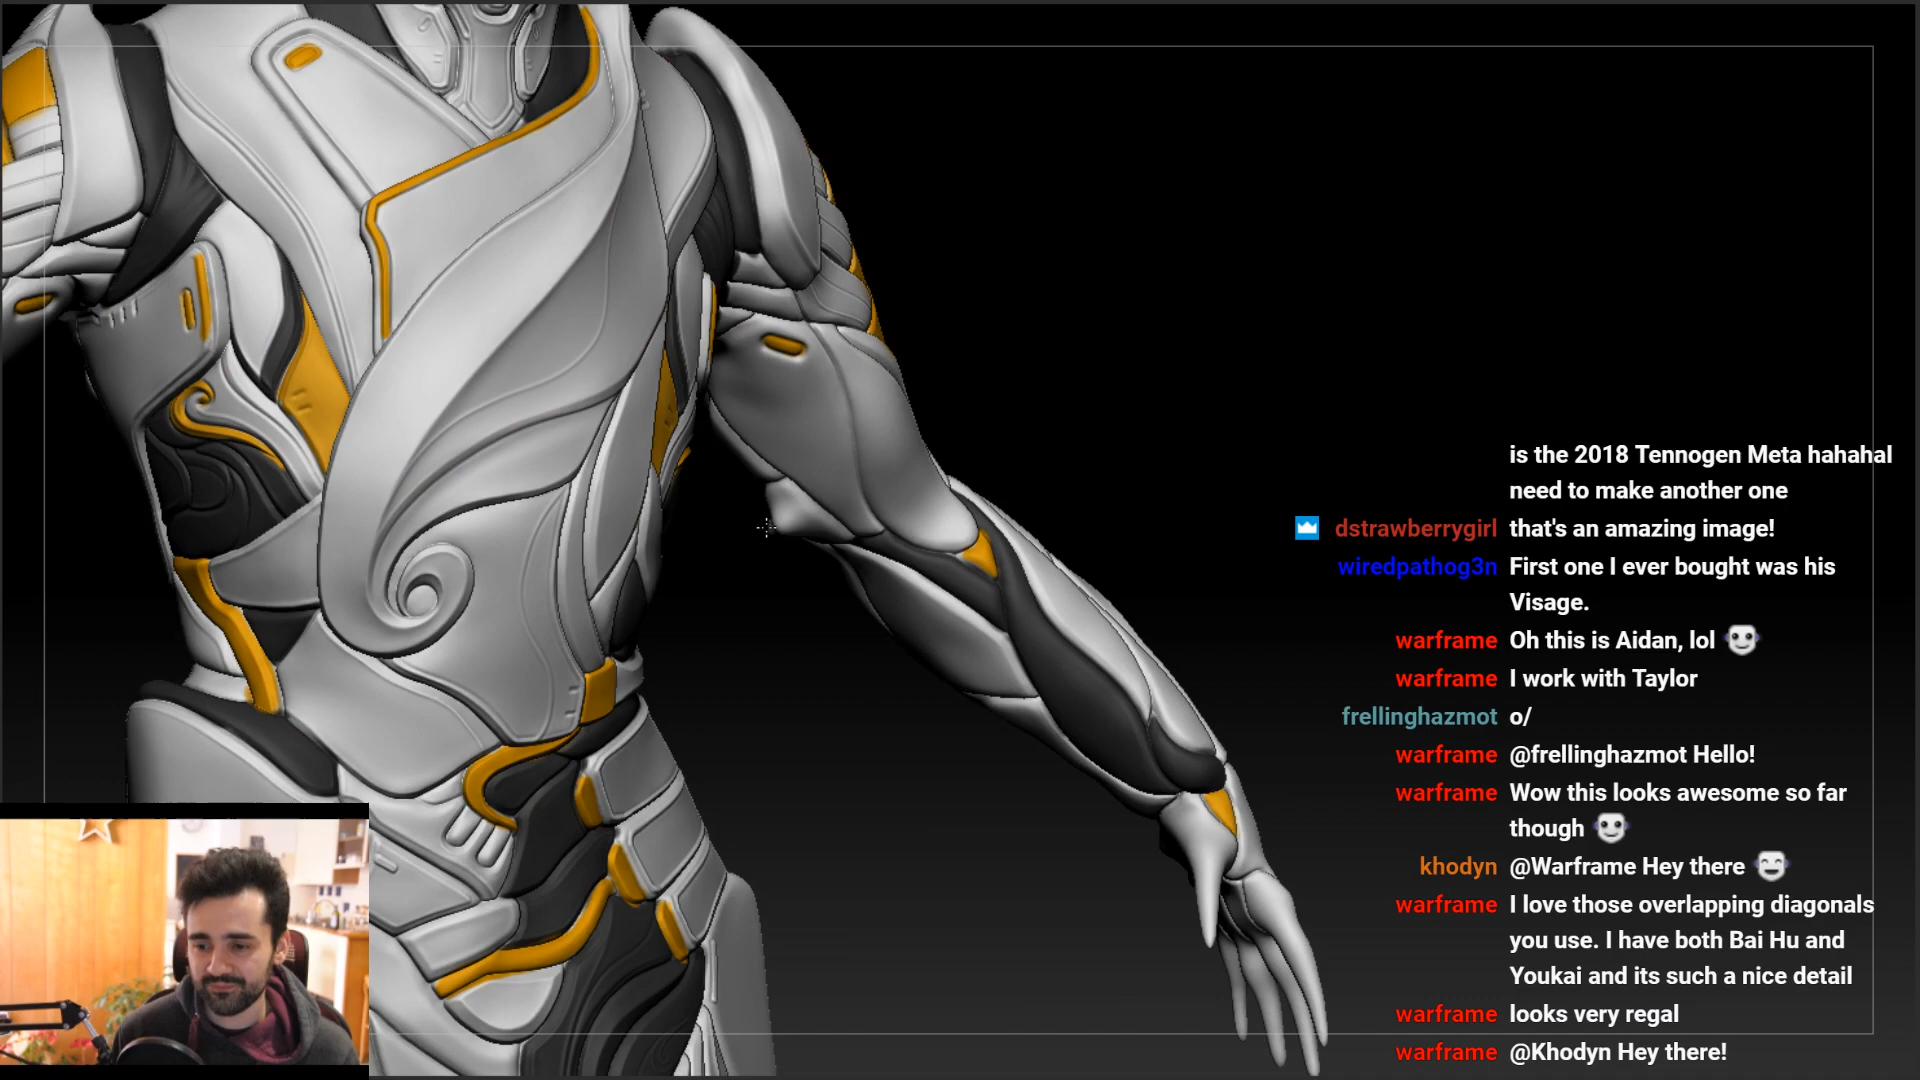 is the 2018 Tennogen Meta hahahaI
need to make another one
dstrawberrygirl that's an amazing image!
wiredpathog3n First one I ever bought was his
Visage.
warframe Oh this is Aidan, lol
warframe I work with Taylor
frellinghazmot o/
warframe @frellinghazmot Hello!
warframe Wow this looks awesome so far
though
khodyn @Warframe Hey there
warframe I love those overlapping diagonals
you use. I have both Bai Hu and
Youkai and its such a nice detail
warframe looks very regal
warframe @Khodyn Hey there!